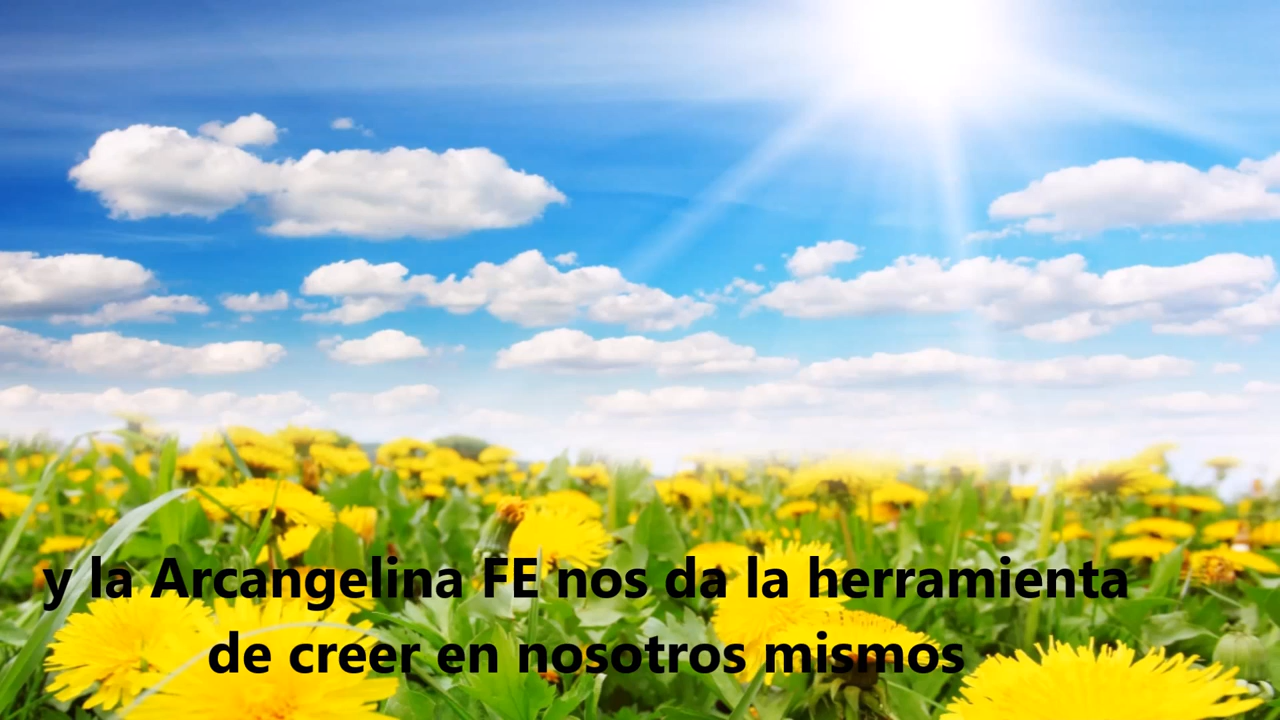 y la Arcangelina FE nos da la herramienta
de creer en nosotros mismos